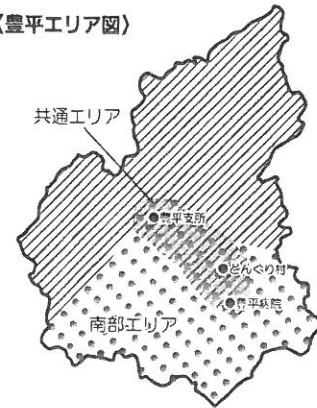 〈豊平エリア図〉
共通エリア
豊平支所
どんぐり村
豊平病院
南部エリア